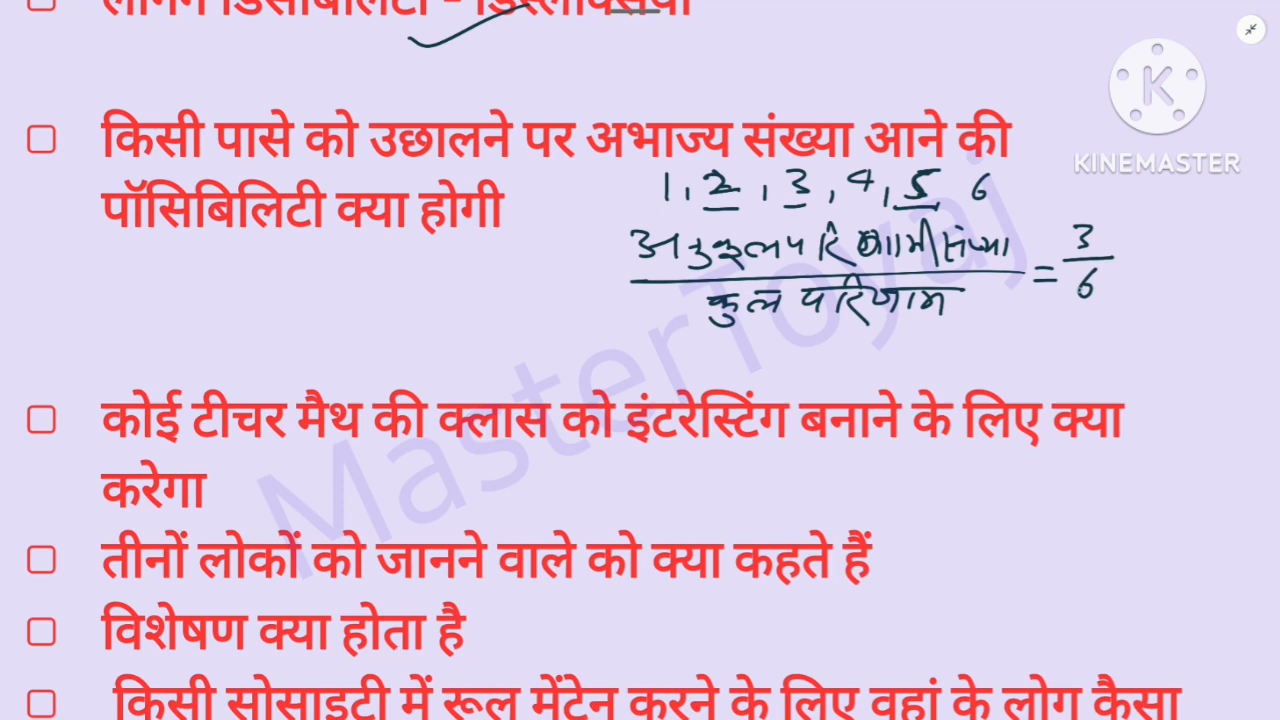 लर्निंग डिसेबिलिटी - डिस्लेक्सिया
किसी पासे को उछालने पर अभाज्य संख्या आने की
पॉसिबिलिटी क्या होगी
1, 2, 3, 4, 5, 6
अनुकूल परिणामों संख्या
कुल परिणाम
= 3
6
कोई टीचर मैथ की क्लास को इंटरेस्टिंग बनाने के लिए क्या
करेगा
तीनों लोकों को जानने वाले को क्या कहते हैं
विशेषण क्या होता है
किसी सोसाइटी में रूल मेंटेन करने के लिए वहां के लोग कैसा
KINEMASTER
MasterToyaj